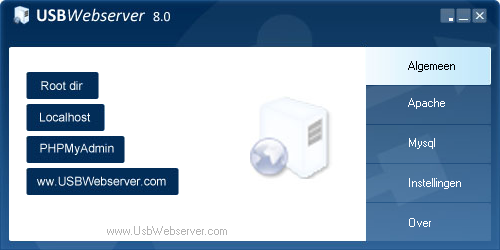 USBWebserver 8.0
Root dir
Localhost
PHPMyAdmin
ww.USBWebserver.com
www.UsbWebserver.com
Algemeen
Apache
Mysql
Instellingen
Over